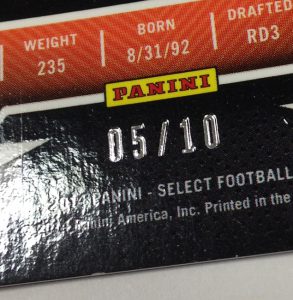 WEIGHT BORN DRAFTED
235 8/31/92 RD3
PANINI
05/10
PANINI - SELECT FOOTBALL
Panini America, Inc. Printed in the